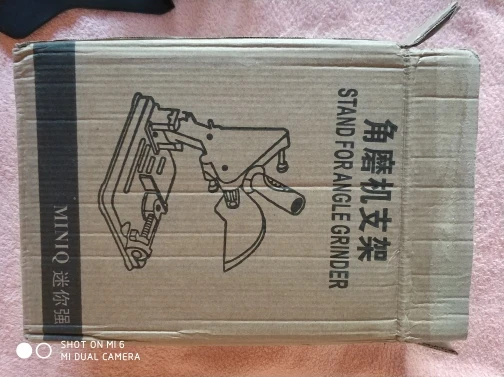 角磨机支架
STAND FOR ANGLE GRINDER
MINIQ 迷你强
SHOT ON MI 6
MI DUAL CAMERA